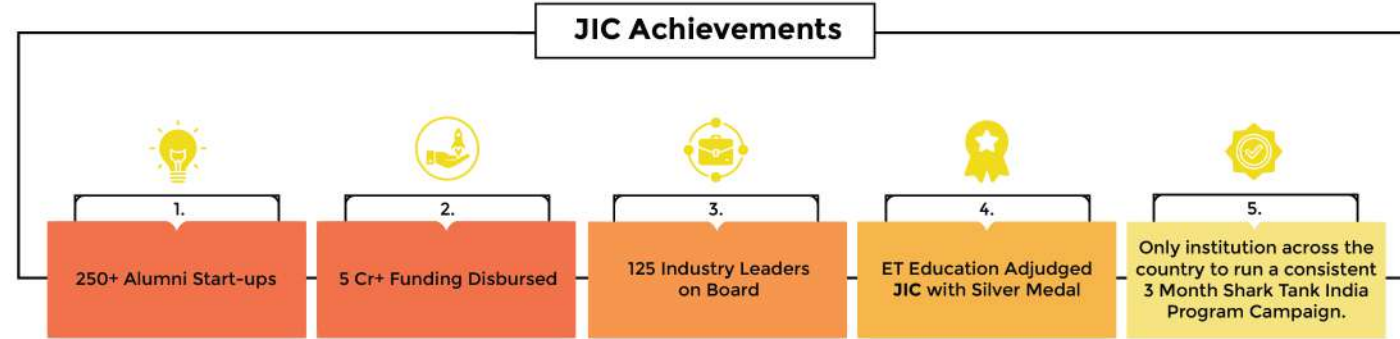 JIC Achievements
1.
250+ Alumni Start-ups
2.
5 Cr+ Funding Disbursed
3.
125 Industry Leaders
on Board
4.
ET Education Adjudged
JIC with Silver Medal
5.
Only institution across the
country to run a consistent
3 Month Shark Tank India
Program Campaign.